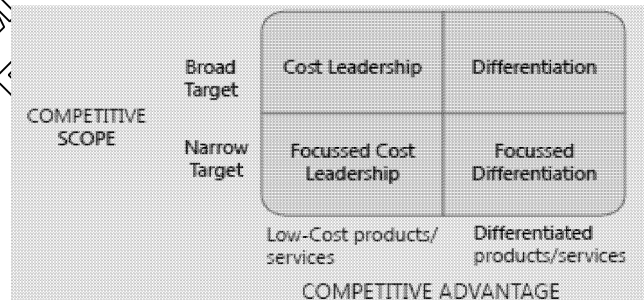 Broad
Target
Cost Leadership
Differentiation
COMPETITIVE
SCOPE
Narrow
Target
Focussed Cost
Leadership
Focussed
Differentiation
Low-Cost products/
services
Differentiated
products/services
COMPETITIVE ADVANTAGE